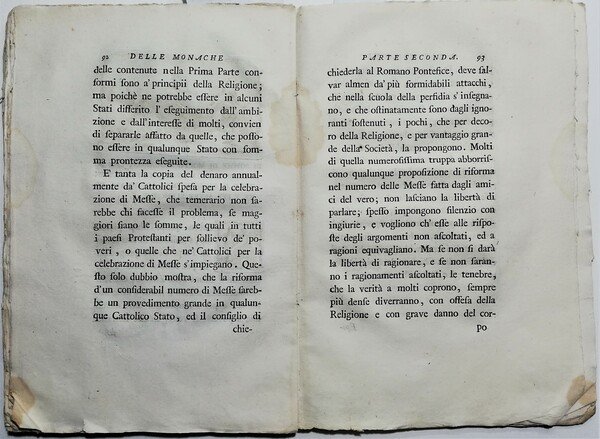 92 DELLE MONACHE
delle contenute nella Prima Parte con-
formi ſono a' principii della Religione;
ma poichè ne potrebbe eſſere in alcuni
Stati differito l' eſeguimento dall' ambi-
zione e dall' intereſſe di molti, convien
di ſepararle affatto da quelle, che poſſo-
no eſſere in qualunque Stato con ſom-
ma prontezza eſeguite.
E' tanta la copia del denaro annual-
mente da' Cattolici ſpeſa per la celebra-
zione di Meſſe, che temerario non ſa-
rebbe chi faceſſe il problema, ſe mag-
giori ſiano le ſomme, le quali in tutti
i paeſi Proteſtanti per ſollievo de' po-
veri, o quelle che ne' Cattolici per la
celebrazione di Meſſe s'impiegano. Que-
ſto ſolo dubbio moſtra, che la riforma
d'un conſiderabil numero di Meſſe ſareb-
be un provedimento grande in qualun-
que Cattolico Stato, ed il conſiglio di
chie-
PARTE SECONDA. 93
chiederla al Romano Pontefice, deve ſal-
var almen da' più formidabili attacchi,
che nella ſcuola della perfidia s' inſegna-
no, e che oſtinatamente ſono dagli igno-
ranti ſoſtenuti, i pochi, che per deco-
ro della Religione, e per vantaggio gran-
de della Società, la propongono. Molti
di quella numeroſiſſima truppa abborriſ-
cono qualunque propoſizione di riforma
nel numero delle Meſſe fatta dagli ami-
ci del vero; non laſciano la libertà di
parlare; ſpeſſo impongono ſilenzio con
ingiurie, e vogliono ch' eſſe alle riſpo-
ſte degli argomenti non aſcoltati, ed a
ragioni equivagliano. Ma ſe non ſi darà
la libertà di ragionare, e ſe non ſaran-
no i ragionamenti aſcoltati, le tenebre,
che la verità a molti coprono, ſempre
più denſe diverranno, con offeſa della
Religione e con grave danno del cor-
po